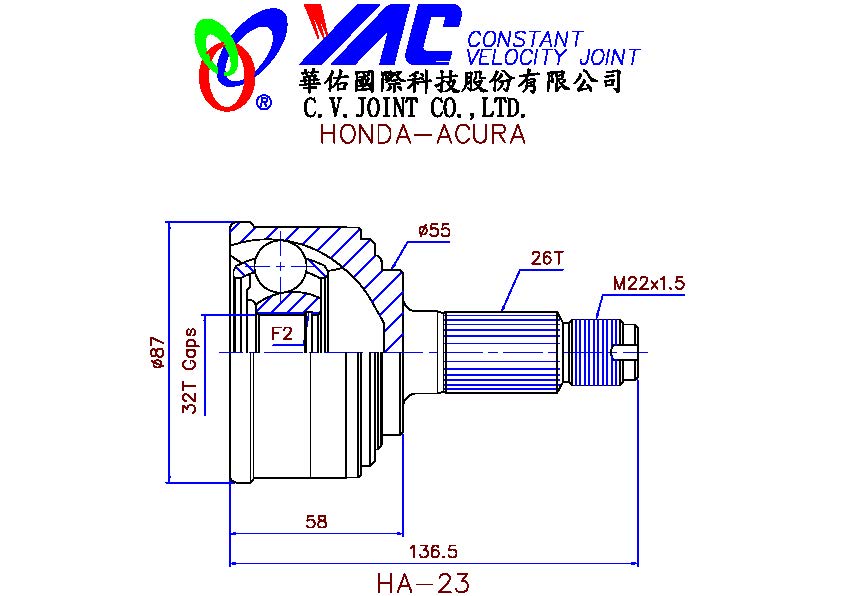 YAC CONSTANT
VELOCITY JOINT
®
華佑國際科技股份有限公司
C.V.JOINT CO.,LTD.
HONDA-ACURA
ø55
26T
M22x1.5
F2
ø87
32T Gaps
58
136.5
HA-23